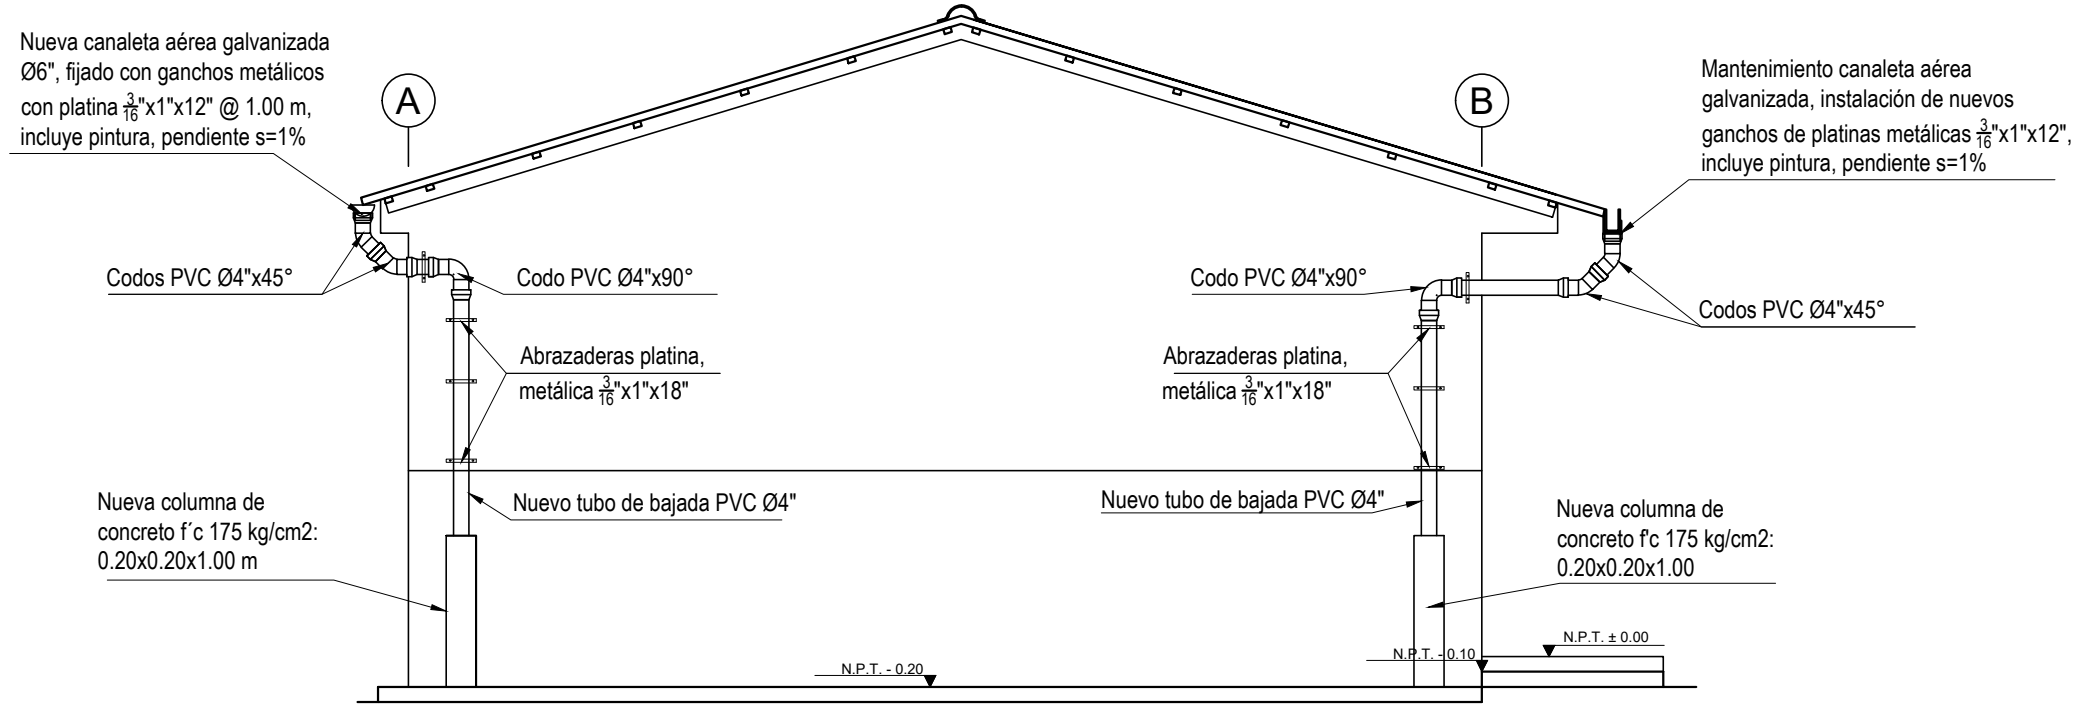 Nueva canaleta aérea galvanizada
Ø6", fijado con ganchos metálicos
con platina 3/16"x1"x12" @ 1.00 m,
incluye pintura, pendiente s=1%
A
B
Mantenimiento canaleta aérea
galvanizada, instalación de nuevos
ganchos de platinas metálicas 3/16"x1"x12",
incluye pintura, pendiente s=1%
Codos PVC Ø4"x45°
Codo PVC Ø4"x90°
Codo PVC Ø4"x90°
Codos PVC Ø4"x45°
Abrazaderas platina,
metálica 3/16"x1"x18"
Abrazaderas platina,
metálica 3/16"x1"x18"
Nueva columna de
concreto f´c 175 kg/cm2:
0.20x0.20x1.00 m
Nuevo tubo de bajada PVC Ø4"
Nuevo tubo de bajada PVC Ø4"
Nueva columna de
concreto f'c 175 kg/cm2:
0.20x0.20x1.00
N.P.T. - 0.20
N.P.T. - 0.10
N.P.T. ± 0.00